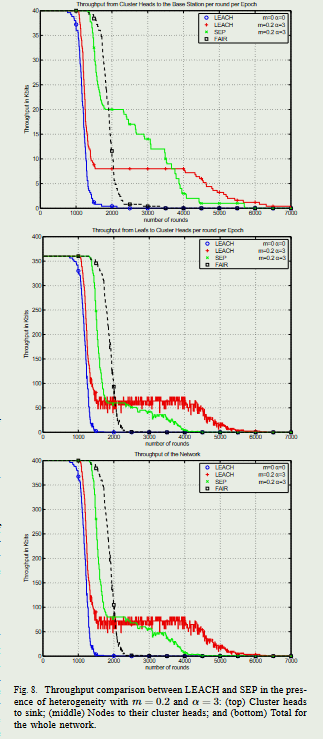 Throughput from Cluster Heads to the Base Station per round per Epoch
40
35
30
25
20
15
10
5
0
Throughput in Kbits
LEACH m=0 α=0
LEACH m=0.2 α=3
SEP m=0.2 α=3
FAIR
0 1000 2000 3000 4000 5000 6000 7000
number of rounds
Throughput from Leafs to Cluster Heads per round per Epoch
400
350
300
250
200
150
100
50
0
Throughput in Kbits
LEACH m=0 α=0
LEACH m=0.2 α=3
SEP m=0.2 α=3
FAIR
0 1000 2000 3000 4000 5000 6000 7000
number of rounds
Throughput of the Network
400
350
300
250
200
150
100
50
0
Throughput in Kbits
LEACH m=0 α=0
LEACH m=0.2 α=3
SEP m=0.2 α=3
FAIR
0 1000 2000 3000 4000 5000 6000 7000
number of rounds
Fig. 8. Throughput comparison between LEACH and SEP in the pres-
ence of heterogeneity with m = 0.2 and α = 3: (top) Cluster heads
to sink; (middle) Nodes to their cluster heads; and (bottom) Total for
the whole network.